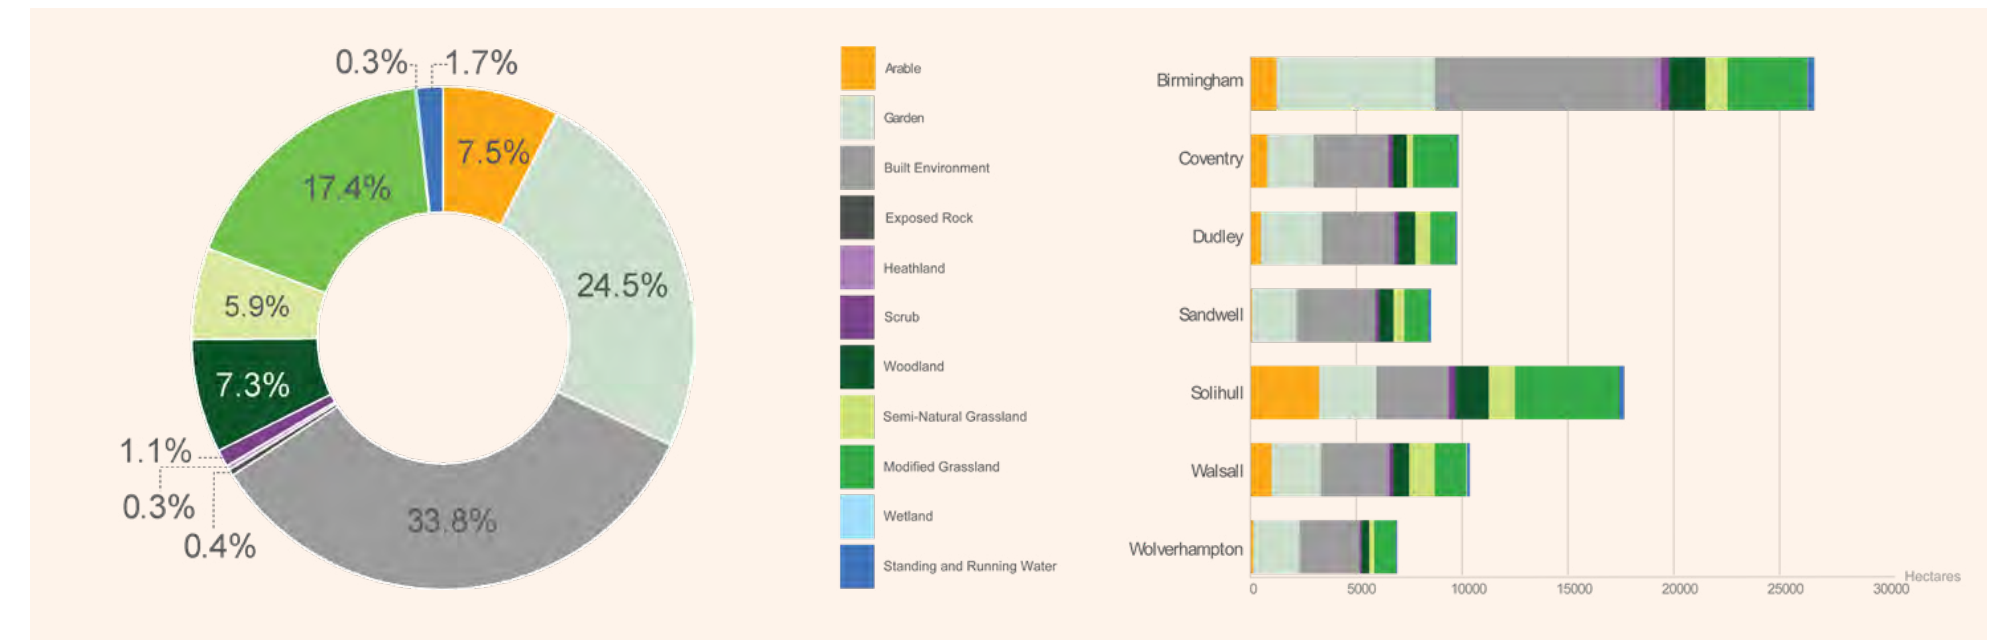 0.3%
1.7%
7.5%
17.4%
24.5%
5.9%
7.3%
1.1%
0.3%
0.4%
33.8%
Arable
Garden
Built Environment
Exposed Rock
Heathland
Scrub
Woodland
Semi-Natural Grassland
Modified Grassland
Wetland
Standing and Running Water
Birmingham
Coventry
Dudley
Sandwell
Solihull
Walsall
Wolverhampton
0 5000 10000 15000 20000 25000 30000
Hectares